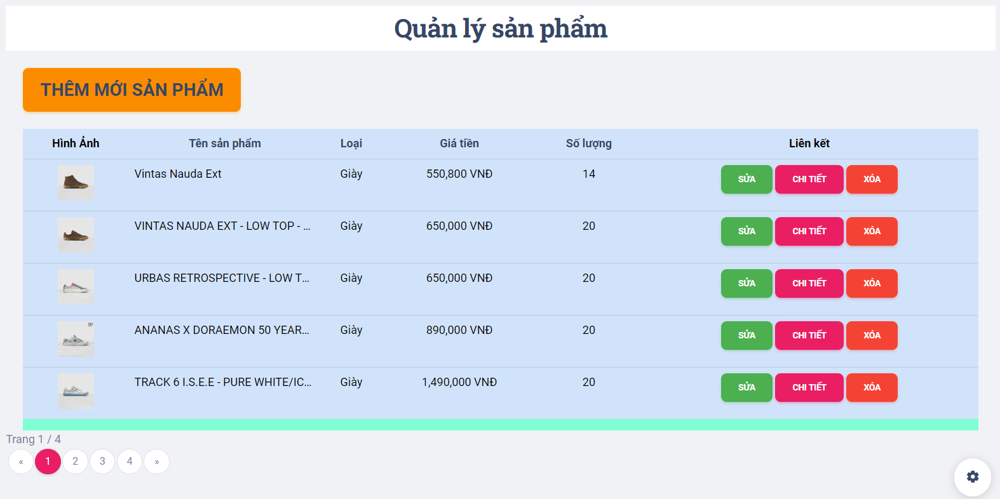 Quản lý sản phẩm
THÊM MỚI SẢN PHẨM
Hình Ảnh Tên sản phẩm Loại Giá tiền Số lượng Liên kết
Vintas Nauda Ext Giày 550,800 VNĐ 14 SỬA CHI TIẾT XÓA
VINTAS NAUDA EXT - LOW TOP - ... Giày 650,000 VNĐ 20 SỬA CHI TIẾT XÓA
URBAS RETROSPECTIVE - LOW T... Giày 650,000 VNĐ 20 SỬA CHI TIẾT XÓA
ANANAS X DORAEMON 50 YEAR... Giày 890,000 VNĐ 20 SỬA CHI TIẾT XÓA
TRACK 6 I.S.E.E - PURE WHITE/IC... Giày 1,490,000 VNĐ 20 SỬA CHI TIẾT XÓA
Trang 1 / 4
« 1 2 3 4 »